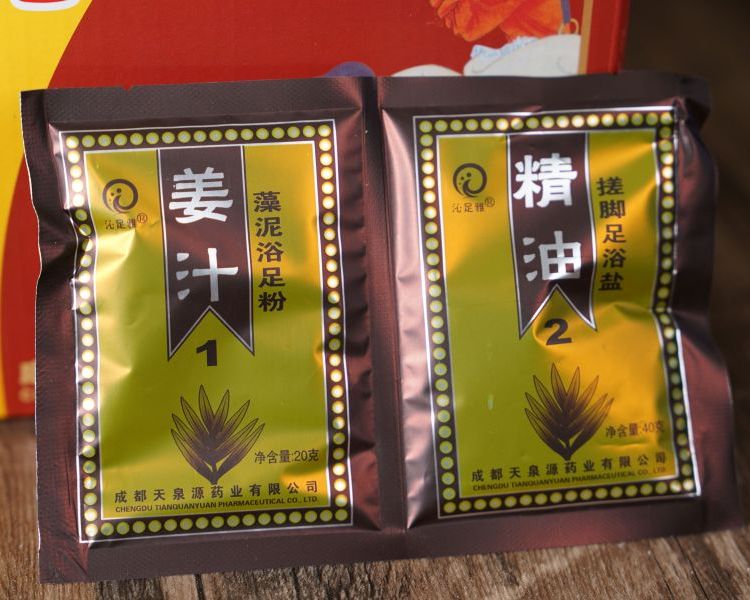 沁足雅®
姜汁
藻泥浴足粉
1
净含量:20克
成都天泉源药业有限公司
CHENGDU TIANQUANYUAN PHARMACEUTICAL CO., LTD.
沁足雅®
精油
搓脚足浴盐
2
净含量:40克
成都天泉源药业有限公司
CHENGDU TIANQUANYUAN PHARMACEUTICAL CO., LTD.